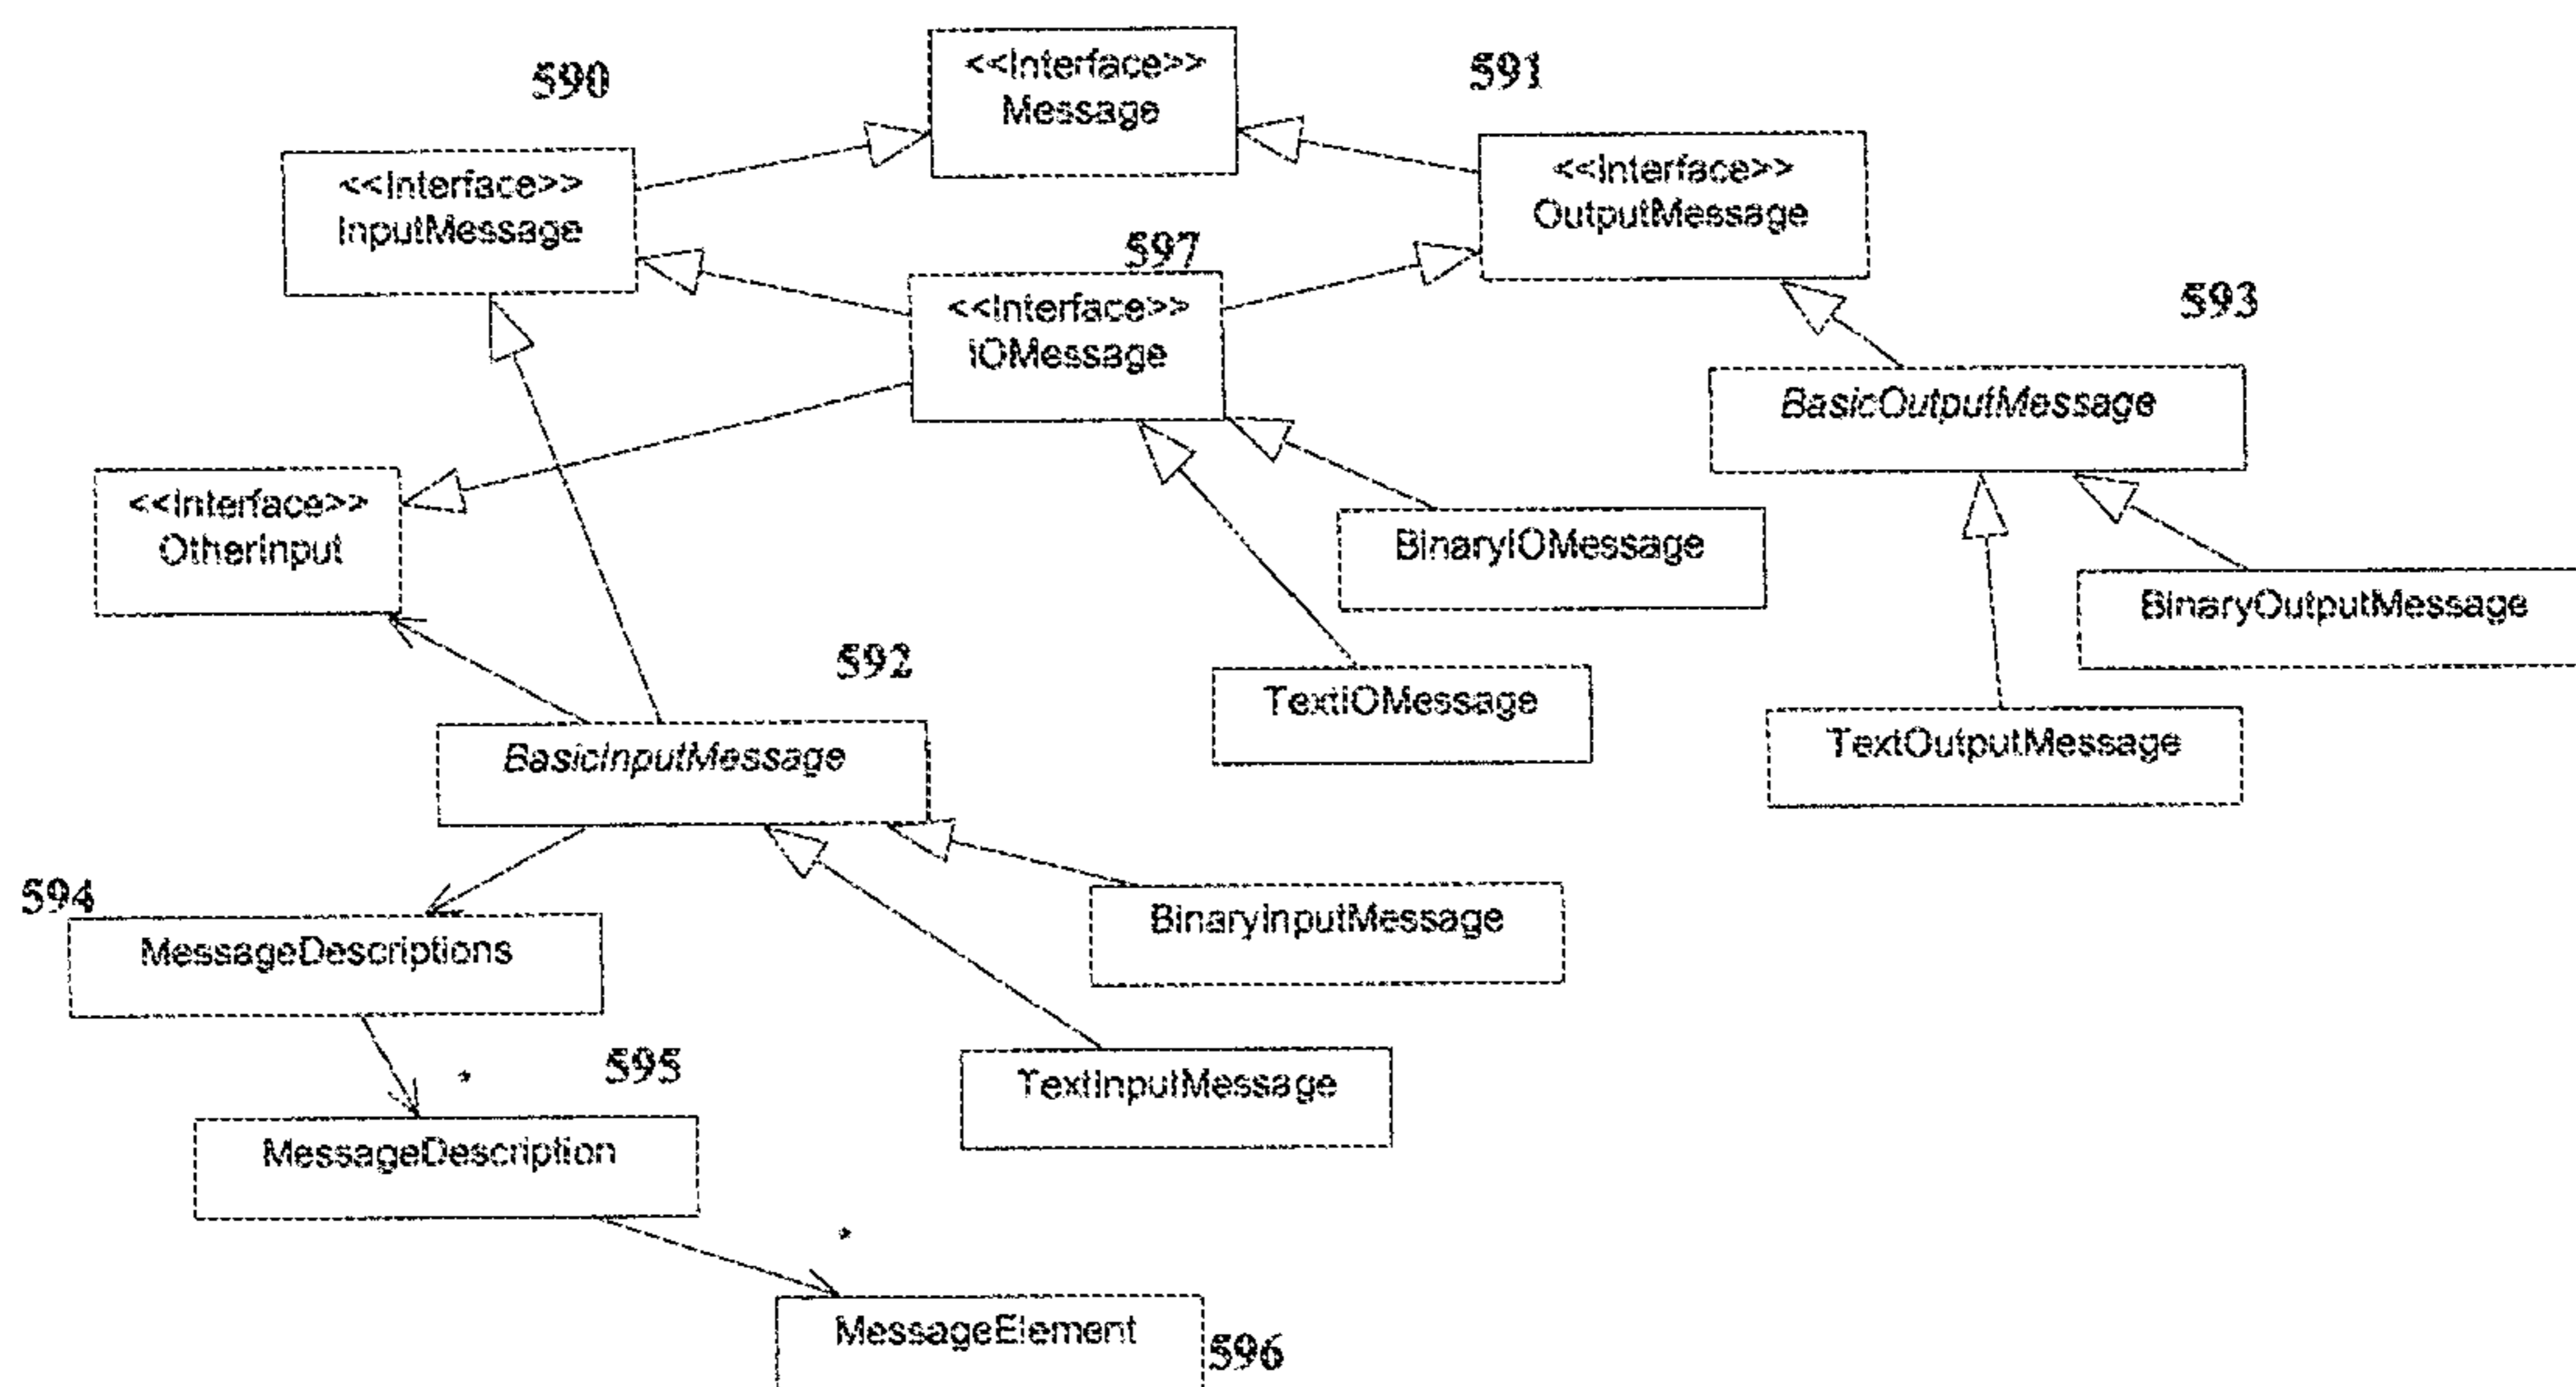 590
<<Interface>>
Message
591
<<Interface>>
InputMessage
<<Interface>>
OutputMessage
597
<<Interface>>
IOMessage
593
BasicOutputMessage
<<Interface>>
OtherInput
BinaryIOMessage
BinaryOutputMessage
592
TextIOMessage
BasicInputMessage
TextOutputMessage
594
MessageDescriptions
BinaryInputMessage
*
595
TextInputMessage
MessageDescription
*
MessageElement
596